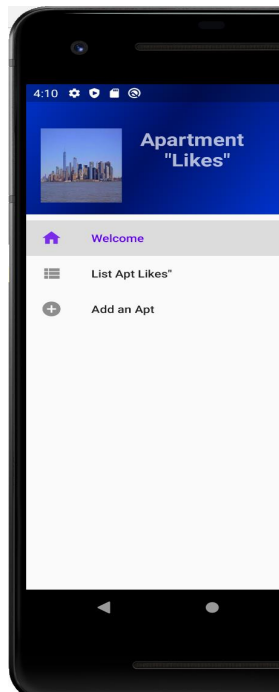 4:10
Apartment
"Likes"
Welcome
List Apt Likes"
Add an Apt